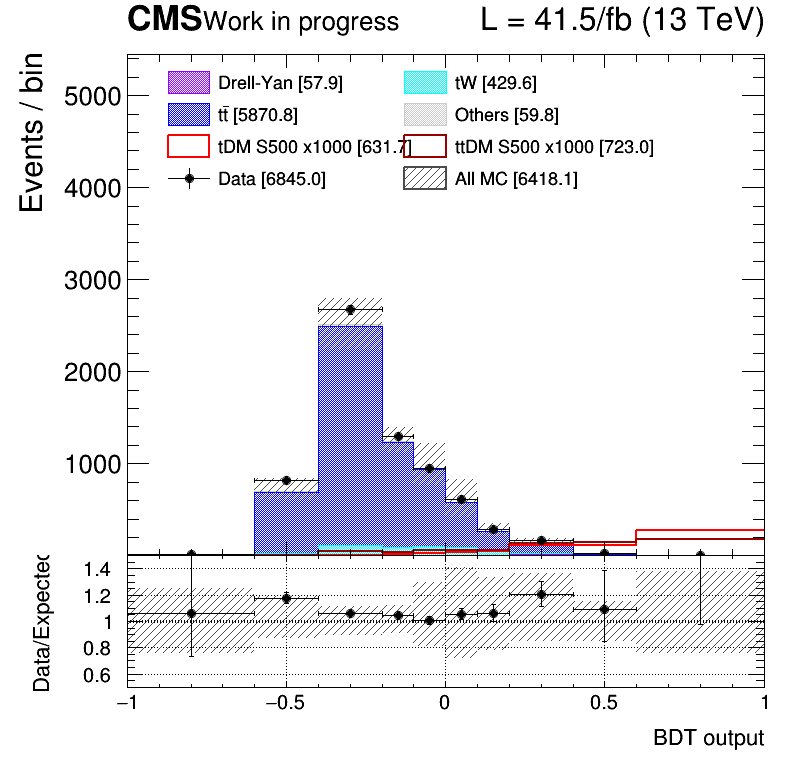 CMS Work in progress L = 41.5/fb (13 TeV)
Events / bin
5000
4000
3000
2000
1000
Drell-Yan [57.9] tW [429.6]
tt̄ [5870.8] Others [59.8]
tDM S500 x1000 [631.7] ttDM S500 x1000 [723.0]
Data [6845.0] All MC [6418.1]
Data/Expected
1.4
1.2
1
0.8
0.6
−1 −0.5 0 0.5 1
BDT output